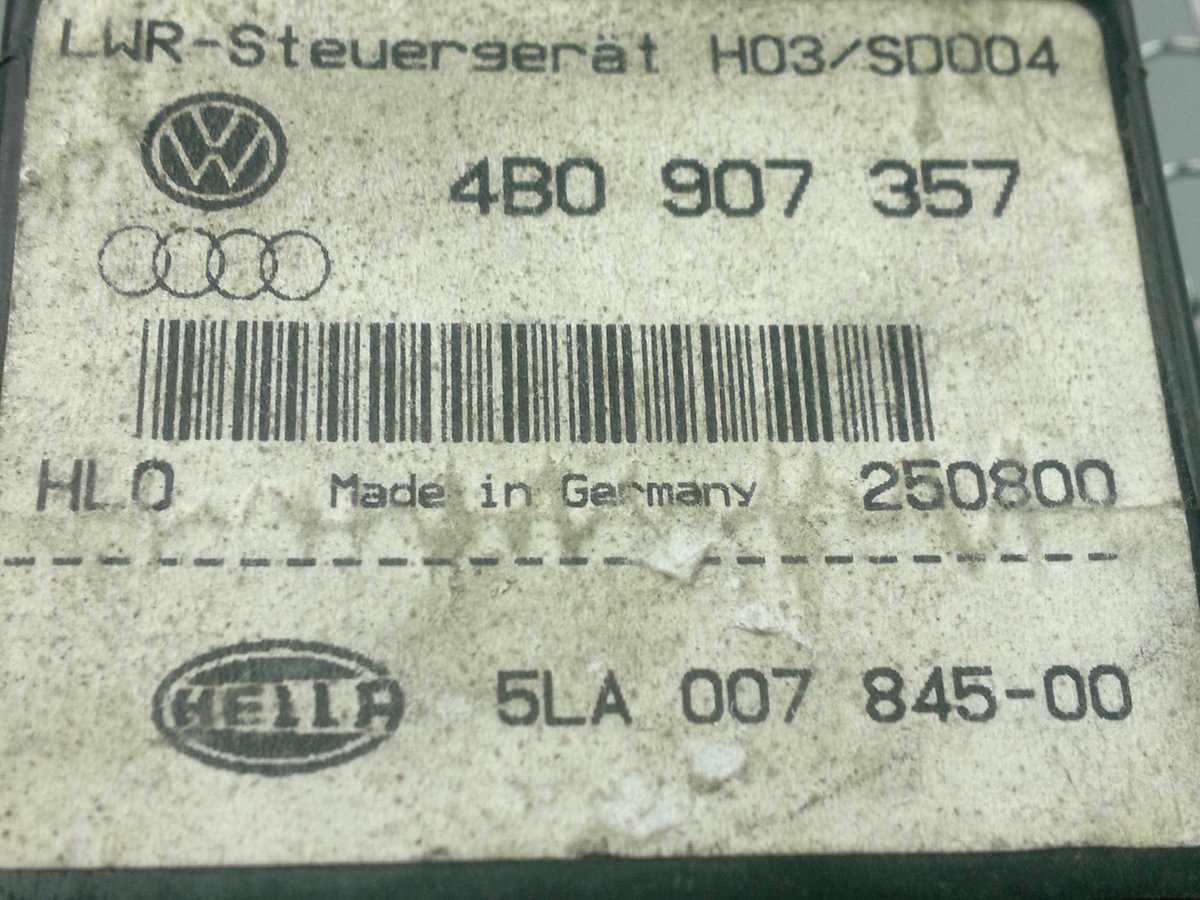 LWR-Steuergerät H03/SD004
4B0 907 357
HLO Made in Germany 250800
HELLA 5LA 007 845-00